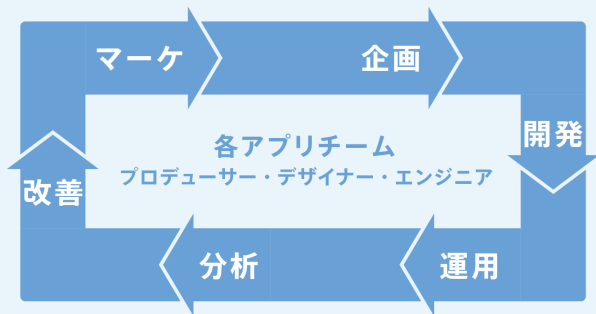 マーケ
企画
開発
各アプリチーム
プロデューサー・デザイナー・エンジニア
改善
分析
運用